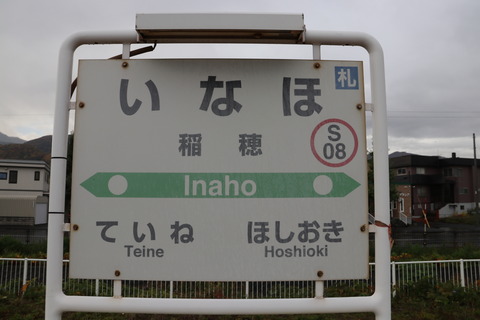 いなほ
札
稲穂
S
08
Inaho
ていね ほしおき
Teine Hoshioki